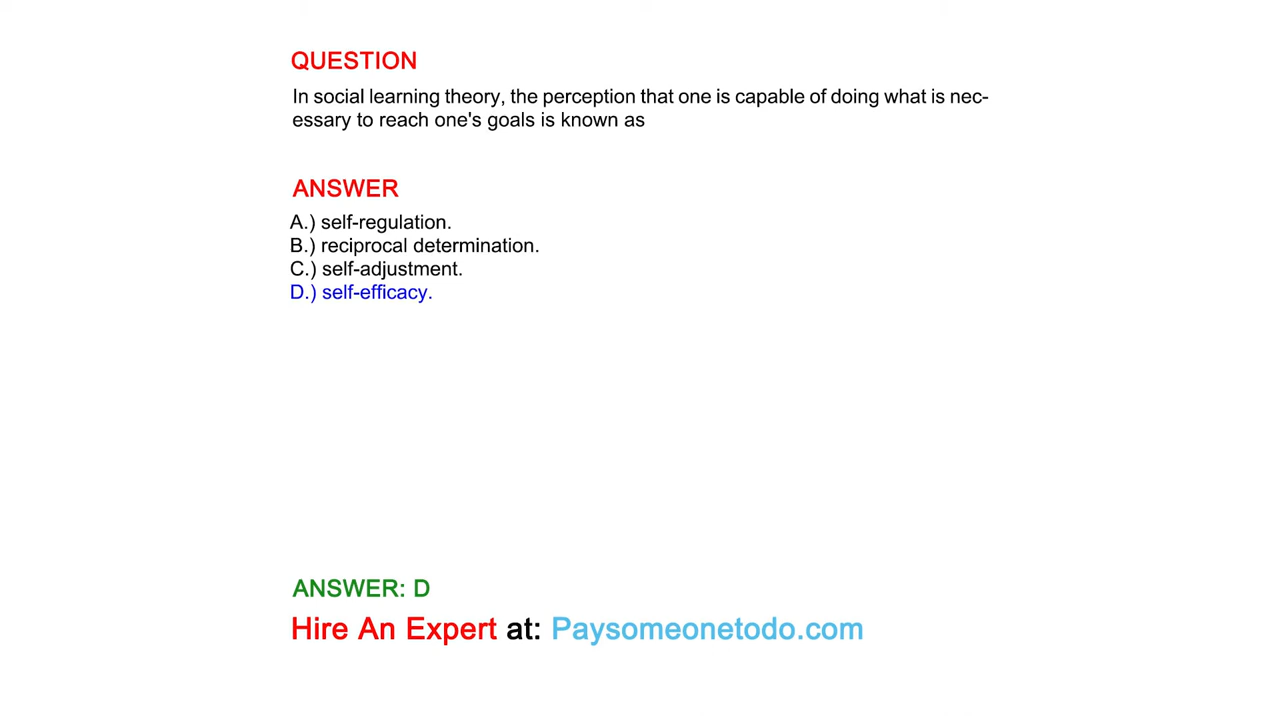 QUESTION
In social learning theory, the perception that one is capable of doing what is nec-
essary to reach one's goals is known as
ANSWER
A.) self-regulation.
B.) reciprocal determination.
C.) self-adjustment.
D.) self-efficacy.
ANSWER: D
Hire An Expert at: Paysomeonetodo.com